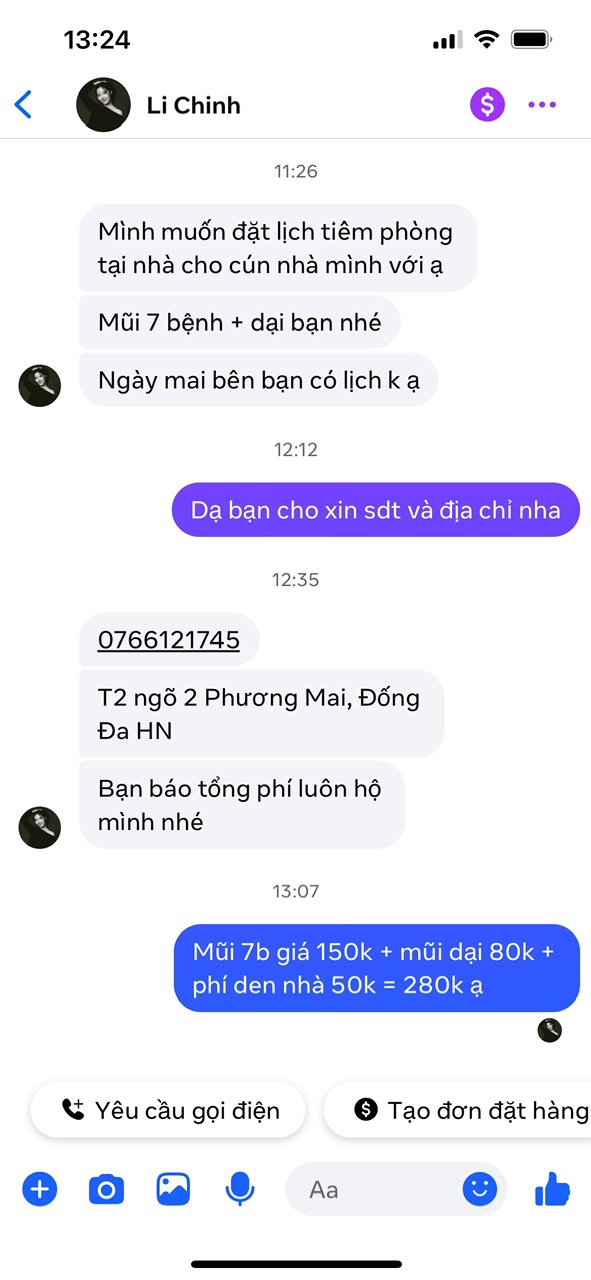 13:24
Li Chinh
11:26
Mình muốn đặt lịch tiêm phòng
tại nhà cho cún nhà mình với ạ
Mũi 7 bệnh + dại bạn nhé
Ngày mai bên bạn có lịch k ạ
12:12
Dạ bạn cho xin sdt và địa chỉ nha
12:35
0766121745
T2 ngõ 2 Phương Mai, Đống
Đa HN
Bạn báo tổng phí luôn hộ
mình nhé
13:07
Mũi 7b giá 150k + mũi dại 80k +
phí den nhà 50k = 280k ạ
Yêu cầu gọi điện
Tạo đơn đặt hàng
Aa